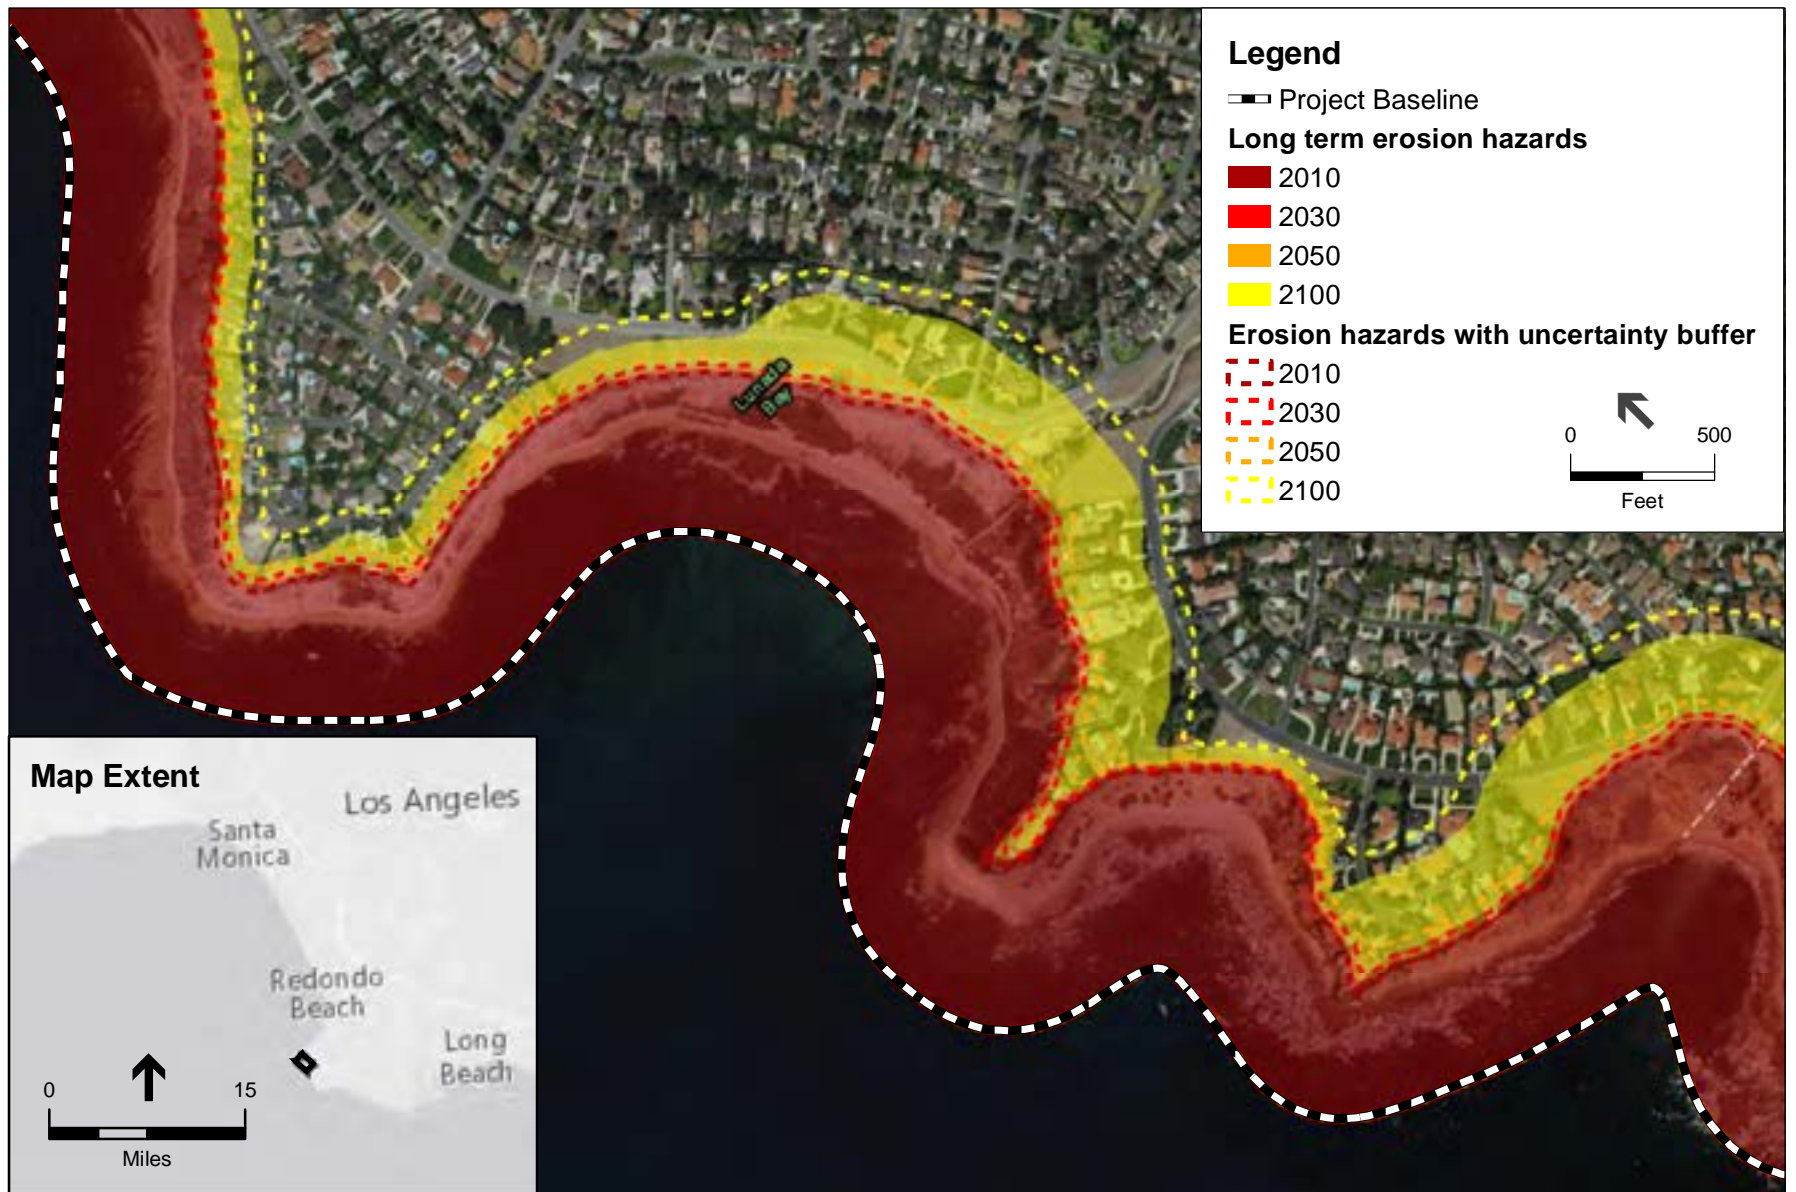 Legend
Project Baseline
Long term erosion hazards
2010
2030
2050
2100
Erosion hazards with uncertainty buffer
2010
2030
2050
2100
0 500
Feet
Lunada
Bay
Map Extent
Los Angeles
Santa
Monica
Redondo
Beach
Long
Beach
0 15
Miles